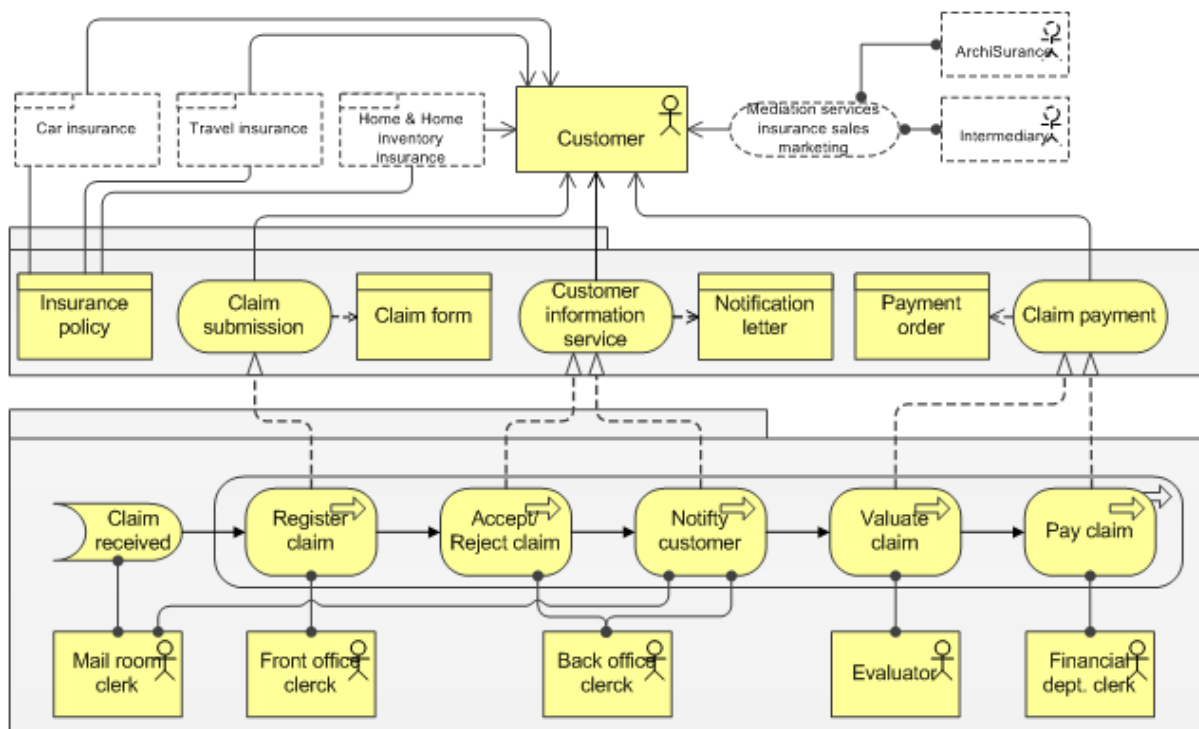 ArchiSurance
Car insurance
Travel insurance
Home & Home
inventory
insurance
Customer
Mediation services
insurance sales
marketing
Intermediary
Insurance
policy
Claim
submission
Claim form
Customer
information
service
Notification
letter
Payment
order
Claim payment
Claim
received
Register
claim
Accept/
Reject claim
Notifty
customer
Valuate
claim
Pay claim
Mail room
clerk
Front office
clerck
Back office
clerck
Evaluator
Financial
dept. clerk